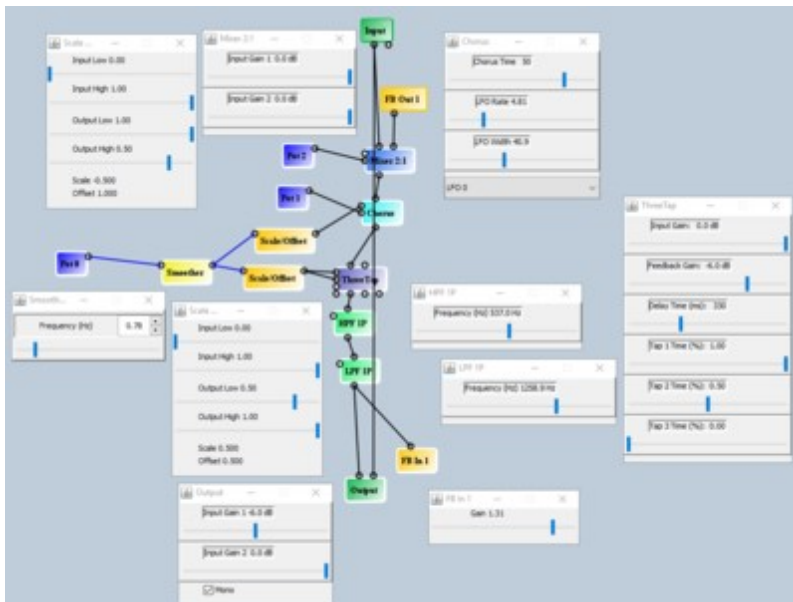 Scale ...
Input Low 0.00
Input High 1.00
Output Low 1.00
Output High 0.50
Scale -0.500
Offset 1.000
Mixer 2:1
Input Gain 1 0.0 dB
Input Gain 2 0.0 dB
Input
FB Out 1
Pot 2
Mixer 2:1
Pot 1
Chorus
Scale/Offset
Pot 0
Smoother
Scale/Offset
ThreeTap
HPF 1P
LPF 1P
FB In 1
Output
Chorus
Chorus Time 50
LFO Rate 4.81
LFO Width 40.9
LFO 0
ThreeTap
Input Gain: 0.0 dB
Feedback Gain: -6.0 dB
Delay Time (ms): 330
Tap 1 Time (%): 1.00
Tap 2 Time (%): 0.50
Tap 3 Time (%): 0.00
Smooth...
Frequency (Hz) 0.78
Scale ...
Input Low 0.00
Input High 1.00
Output Low 0.50
Output High 1.00
Scale 0.500
Offset 0.500
HPF 1P
Frequency (Hz) 537.0 Hz
LPF 1P
Frequency (Hz) 1258.9 Hz
Output
Input Gain 1 -6.0 dB
Input Gain 2 0.0 dB
Mono
FB In 1
Gain 1.31